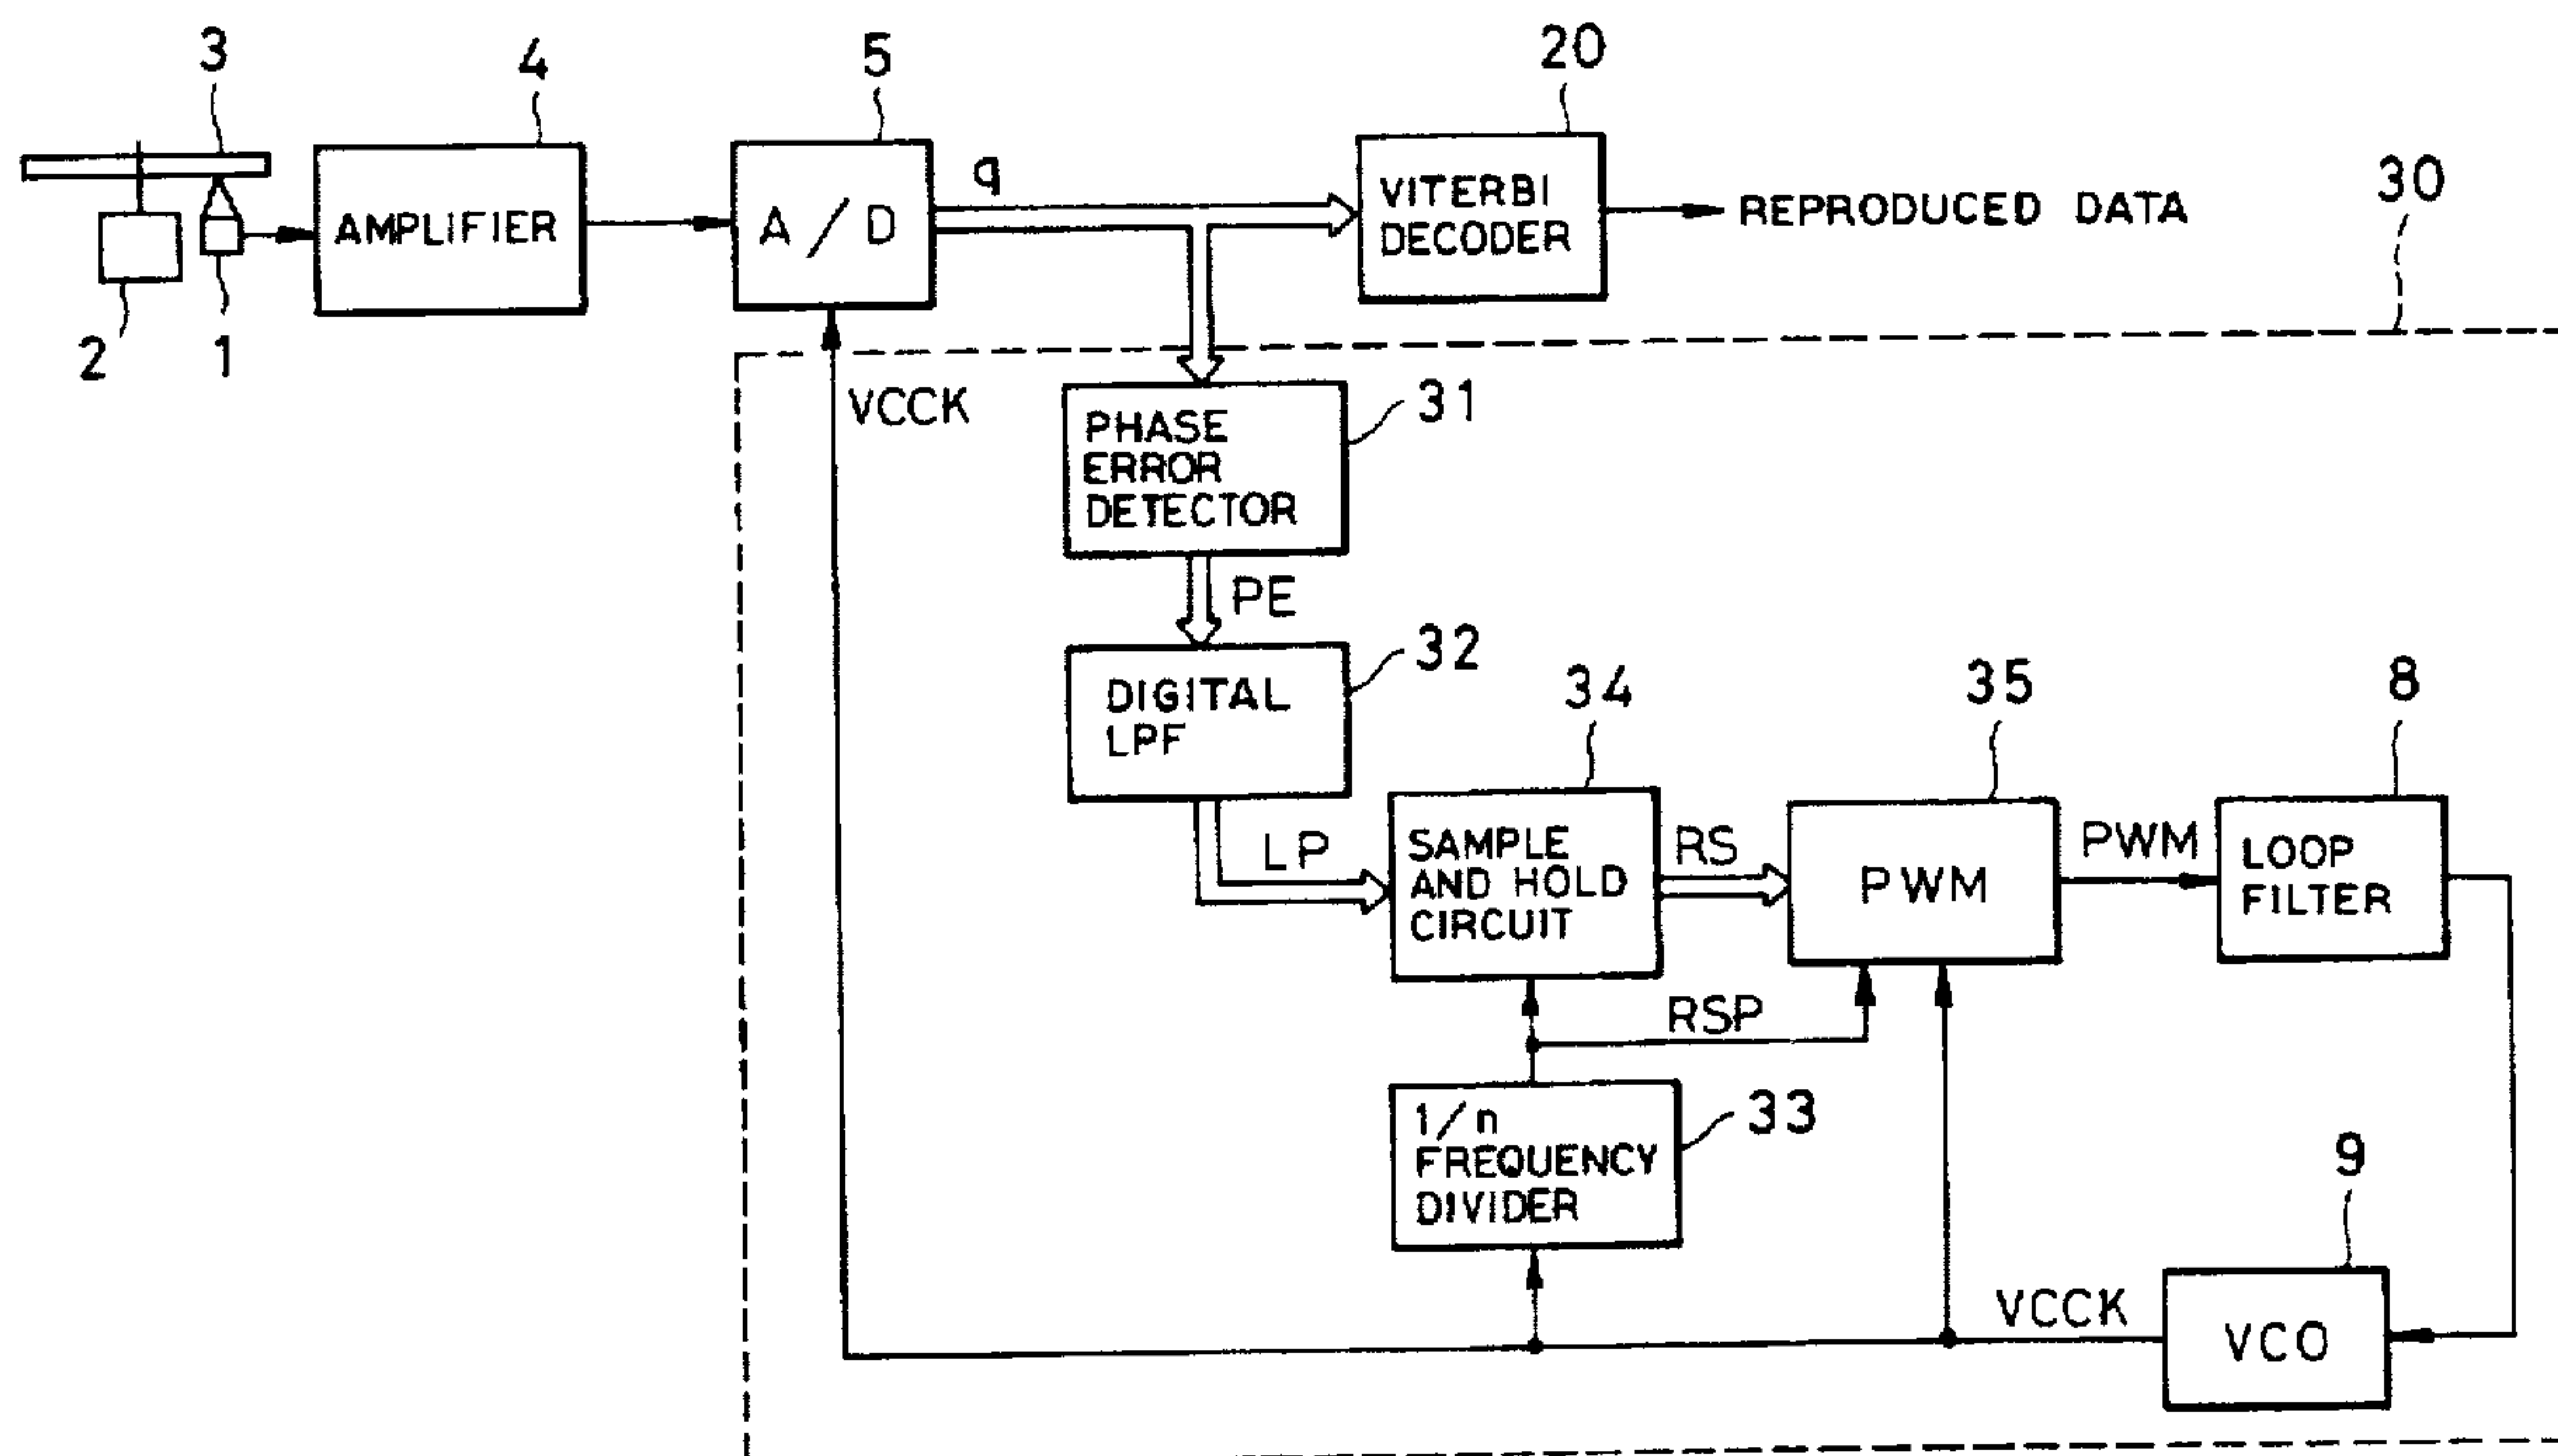 3
4
5
20
30
AMPLIFIER
A / D
q
VITERBI
DECODER
REPRODUCED DATA
2
1
VCCK
PHASE
ERROR
DETECTOR
31
PE
DIGITAL
LPF
32
34
35
8
LP
SAMPLE
AND HOLD
CIRCUIT
RS
PWM
PWM
LOOP
FILTER
RSP
1/n
FREQUENCY
DIVIDER
33
9
VCCK
VCO